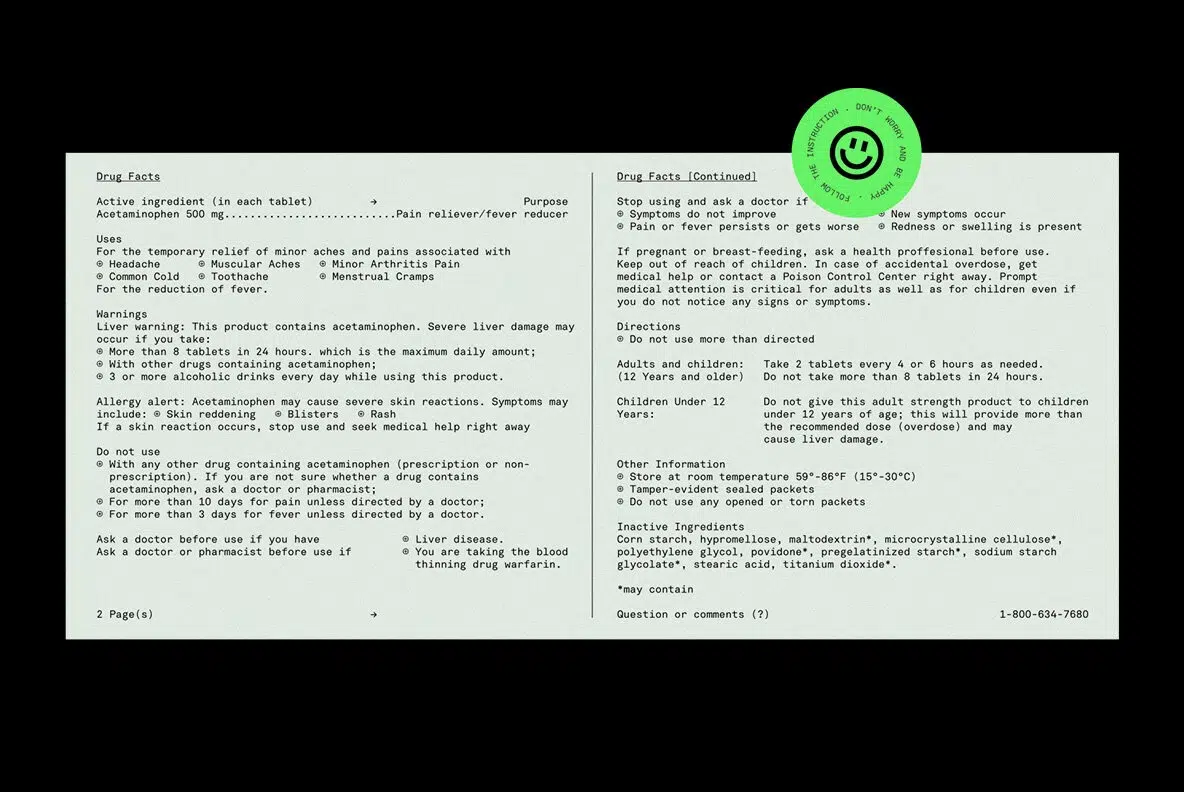 DON'T WORRY AND BE HAPPY . FOLLOW THE INSTRUCTION .
Drug Facts
Active ingredient (in each tablet) → Purpose
Acetaminophen 500 mg...........................Pain reliever/fever reducer
Uses
For the temporary relief of minor aches and pains associated with
⊙ Headache ⊙ Muscular Aches ⊙ Minor Arthritis Pain
⊙ Common Cold ⊙ Toothache ⊙ Menstrual Cramps
For the reduction of fever.
Warnings
Liver warning: This product contains acetaminophen. Severe liver damage may
occur if you take:
⊙ More than 8 tablets in 24 hours. which is the maximum daily amount;
⊙ With other drugs containing acetaminophen;
⊙ 3 or more alcoholic drinks every day while using this product.
Allergy alert: Acetaminophen may cause severe skin reactions. Symptoms may
include: ⊙ Skin reddening ⊙ Blisters ⊙ Rash
If a skin reaction occurs, stop use and seek medical help right away
Do not use
⊙ With any other drug containing acetaminophen (prescription or non-
prescription). If you are not sure whether a drug contains
acetaminophen, ask a doctor or pharmacist;
⊙ For more than 10 days for pain unless directed by a doctor;
⊙ For more than 3 days for fever unless directed by a doctor.
Ask a doctor before use if you have ⊙ Liver disease.
Ask a doctor or pharmacist before use if ⊙ You are taking the blood
thinning drug warfarin.
2 Page(s) →
Drug Facts [Continued]
Stop using and ask a doctor if
⊙ Symptoms do not improve ⊙ New symptoms occur
⊙ Pain or fever persists or gets worse ⊙ Redness or swelling is present
If pregnant or breast-feeding, ask a health proffesional before use.
Keep out of reach of children. In case of accidental overdose, get
medical help or contact a Poison Control Center right away. Prompt
medical attention is critical for adults as well as for children even if
you do not notice any signs or symptoms.
Directions
⊙ Do not use more than directed
Adults and children: Take 2 tablets every 4 or 6 hours as needed.
(12 Years and older) Do not take more than 8 tablets in 24 hours.
Children Under 12 Do not give this adult strength product to children
Years: under 12 years of age; this will provide more than
the recommended dose (overdose) and may
cause liver damage.
Other Information
⊙ Store at room temperature 59°-86°F (15°-30°C)
⊙ Tamper-evident sealed packets
⊙ Do not use any opened or torn packets
Inactive Ingredients
Corn starch, hypromellose, maltodextrin*, microcrystalline cellulose*,
polyethylene glycol, povidone*, pregelatinized starch*, sodium starch
glycolate*, stearic acid, titanium dioxide*.
*may contain
Question or comments (?) 1-800-634-7680